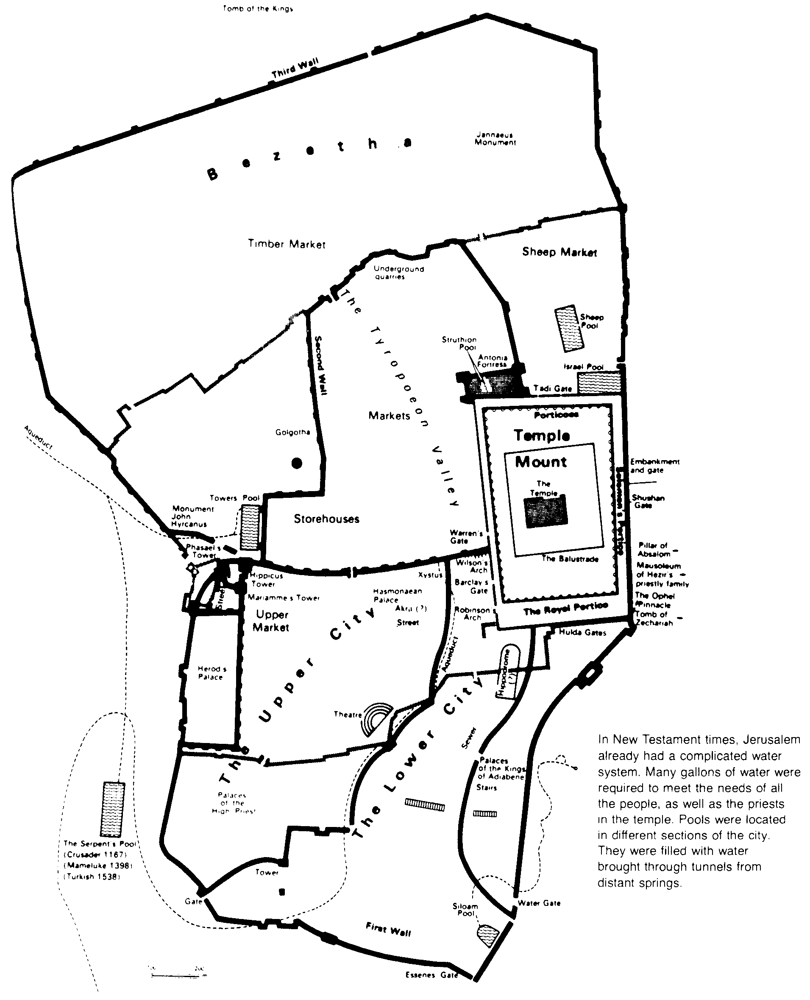 Tomb of the Kings
Third Wall
Bezetha
Jannaeus
Monument
Timber Market
Sheep Market
Underground
quarries
The Tyropoeon Valley
Sheep
Pool
Second Wall
Struthion
Pool
Antonia
Fortress
Israel Pool
Tadi Gate
Porticoes
Markets
Temple
Mount
Golgotha
Aqueduct
Embankment
and gate
Solomon's Portico
The
Temple
Shushan
Gate
Towers Pool
Monument
John
Hyrcanus
Storehouses
Warren's
Gate
Phasael's
Tower
Pillar of
Absalom
The Balustrade
Wilson's
Arch
Xystus
Mausoleum
of Hezir's
priestly family
Hippicus
Tower
Barclay's
Gate
Mariamme's Tower
Street
Hasmonaean
Palace
Akra (?)
Street
The Ophel
Pinnacle
The Royal Portico
Robinson's
Arch
Tomb of
Zechariah
Upper
Market
Hulda Gates
The Upper City
Aqueduct
Hippodrome
(?)
Herod's
Palace
The Lower City
Theatre
Sewer
Palaces
of the Kings
of Adiabene
Stairs
Palaces
of the
High Priest
In New Testament times, Jerusalem
already had a complicated water
system. Many gallons of water were
required to meet the needs of all
the people, as well as the priests
in the temple. Pools were located
in different sections of the city.
They were filled with water
brought through tunnels from
distant springs.
The Serpent's Pool
(Crusader 1167)
(Mameluke 1398)
(Turkish 1538)
Tower
Gate
Water Gate
Siloam
Pool
First Wall
Essenes Gate
200
m